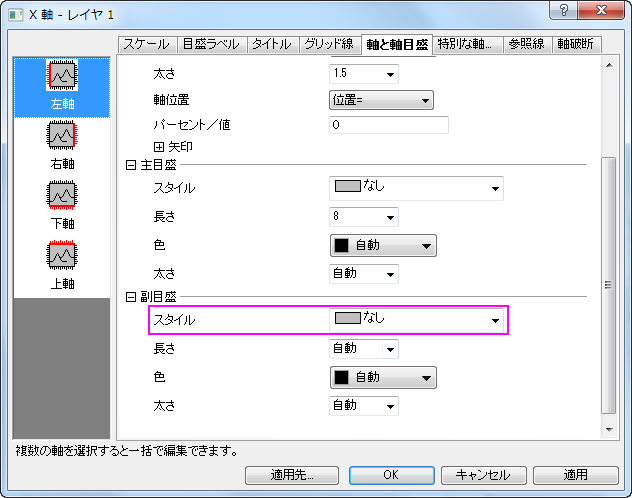 X 軸 - レイヤ 1
スケール 目盛ラベル タイトル グリッド線 軸と軸目盛 特別な軸... 参照線 軸破断
左軸
右軸
下軸
上軸
太さ 1.5
軸位置 位置=
パーセント／値 0
矢印
主目盛
スタイル なし
長さ 8
色 自動
太さ 自動
副目盛
スタイル なし
長さ 自動
色 自動
太さ 自動
複数の軸を選択すると一括で編集できます。
適用先... OK キャンセル 適用